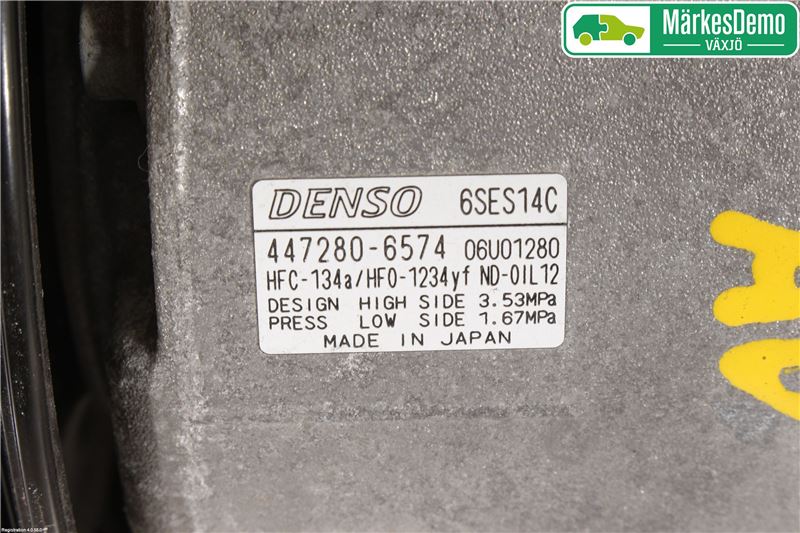 MärkesDemo
VÄXJÖ
DENSO 6SES14C
447280-6574 06U01280
HFC-134a/HFO-1234yf ND-OIL12
DESIGN HIGH SIDE 3.53MPa
PRESS LOW SIDE 1.67MPa
MADE IN JAPAN